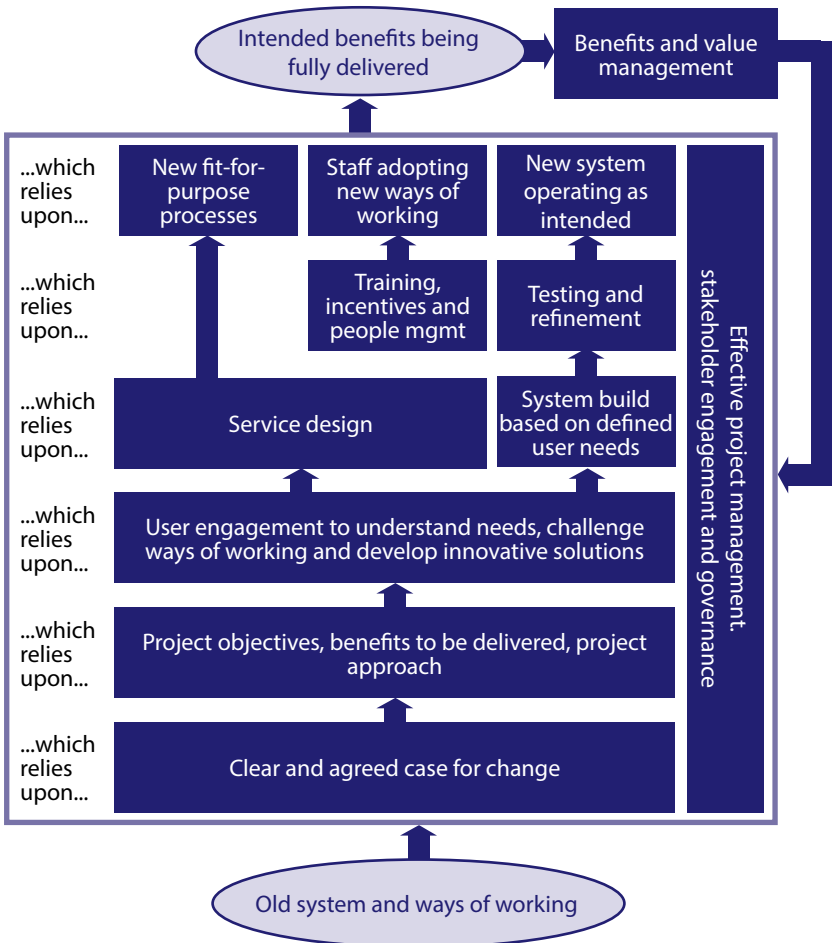 Intended benefits being
fully delivered
Benefits and value
management
...which
relies
upon...
New fit-for-
purpose
processes
Staff adopting
new ways of
working
New system
operating as
intended
...which
relies
upon...
Training,
incentives and
people mgmt
Testing and
refinement
...which
relies
upon...
Service design
System build
based on defined
user needs
...which
relies
upon...
User engagement to understand needs, challenge
ways of working and develop innovative solutions
...which
relies
upon...
Project objectives, benefits to be delivered, project
approach
...which
relies
upon...
Clear and agreed case for change
Effective project management.
stakeholder engagement and governance
Old system and ways of working